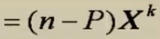 = (n − P)X^k